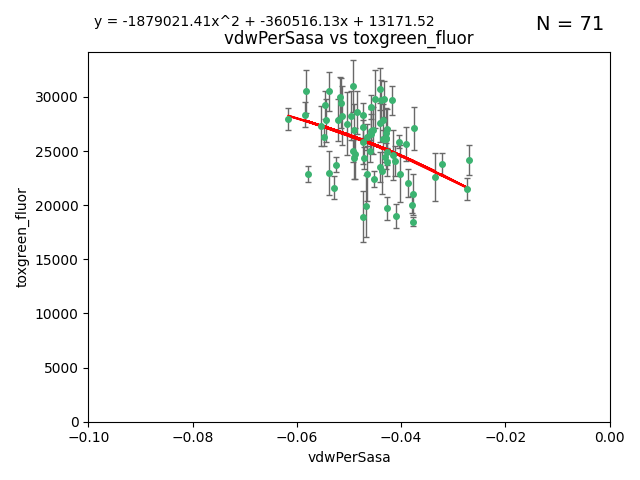 y = -1879021.41x^2 + -360516.13x + 13171.52
N = 71
vdwPerSasa vs toxgreen_fluor
30000
25000
20000
15000
10000
5000
0
toxgreen_fluor
−0.10
−0.08
−0.06
−0.04
−0.02
0.00
vdwPerSasa